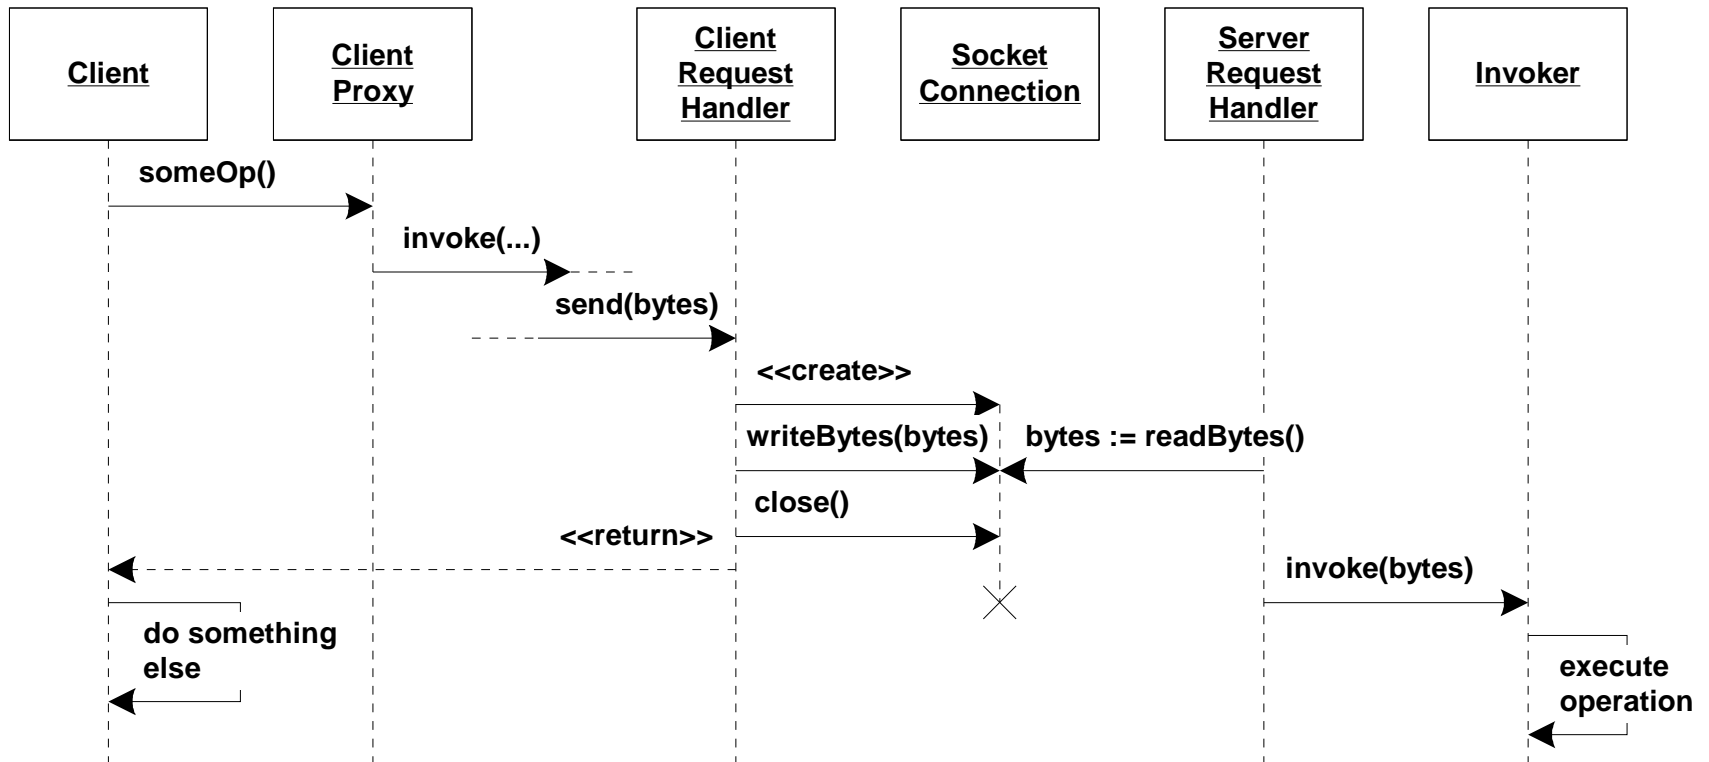 Client
Client
Proxy
Client
Request
Handler
Socket
Connection
Server
Request
Handler
Invoker
someOp()
invoke(...)
send(bytes)
<<create>>
writeBytes(bytes)
bytes := readBytes()
close()
<<return>>
invoke(bytes)
do something
else
execute
operation